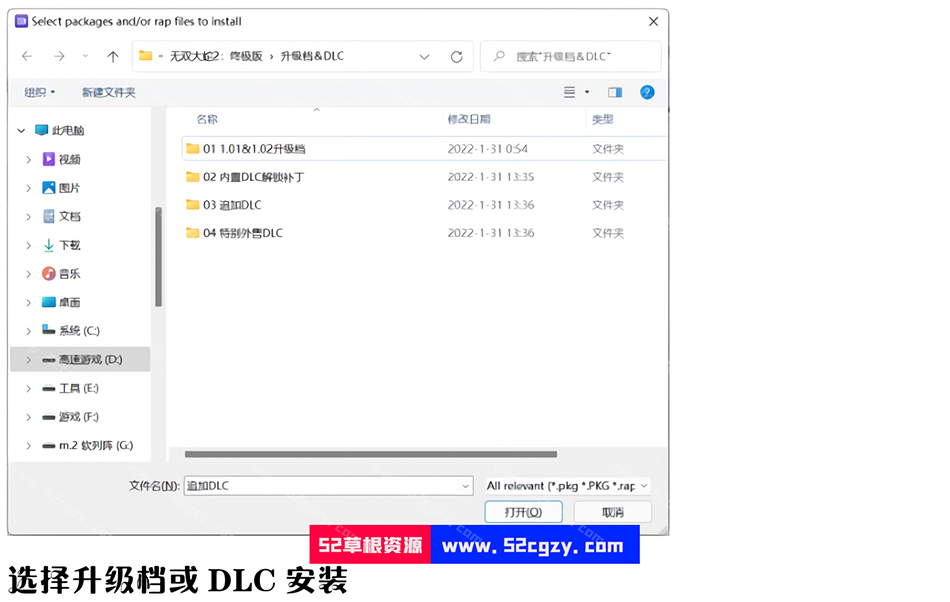 Select packages and/or rap files to install
无双大蛇2：终极版 › 升级档&DLC
搜索"升级档&DLC"
组织 新建文件夹
名称 修改日期 类型
01 1.01&1.02升级档 2022-1-31 0:54 文件夹
02 内置DLC解锁补丁 2022-1-31 13:35 文件夹
03 追加DLC 2022-1-31 13:36 文件夹
04 特别外售DLC 2022-1-31 13:36 文件夹
此电脑
视频
图片
文档
下载
音乐
桌面
系统 (C:)
高速游戏 (D:)
工具 (E:)
游戏 (F:)
m.2 软列阵 (G:)
文件名(N): 追加DLC All relevant (*.pkg *.PKG *.rap
打开(O) 取消
52草根资源 www.52cgzy.com
选择升级档或 DLC 安装